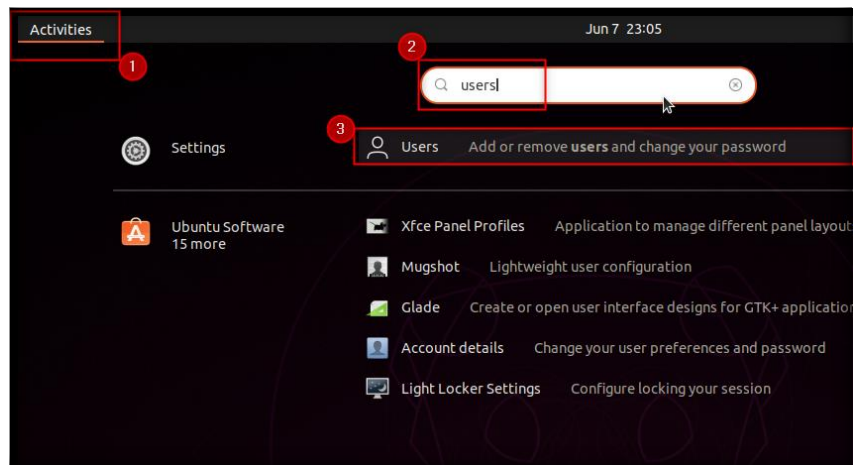 Activities
Jun 7 23:05
1
2
users
3
Settings
Users Add or remove users and change your password
Ubuntu Software
15 more
Xfce Panel Profiles Application to manage different panel layout
Mugshot Lightweight user configuration
Glade Create or open user interface designs for GTK+ application
Account details Change your user preferences and password
Light Locker Settings Configure locking your session